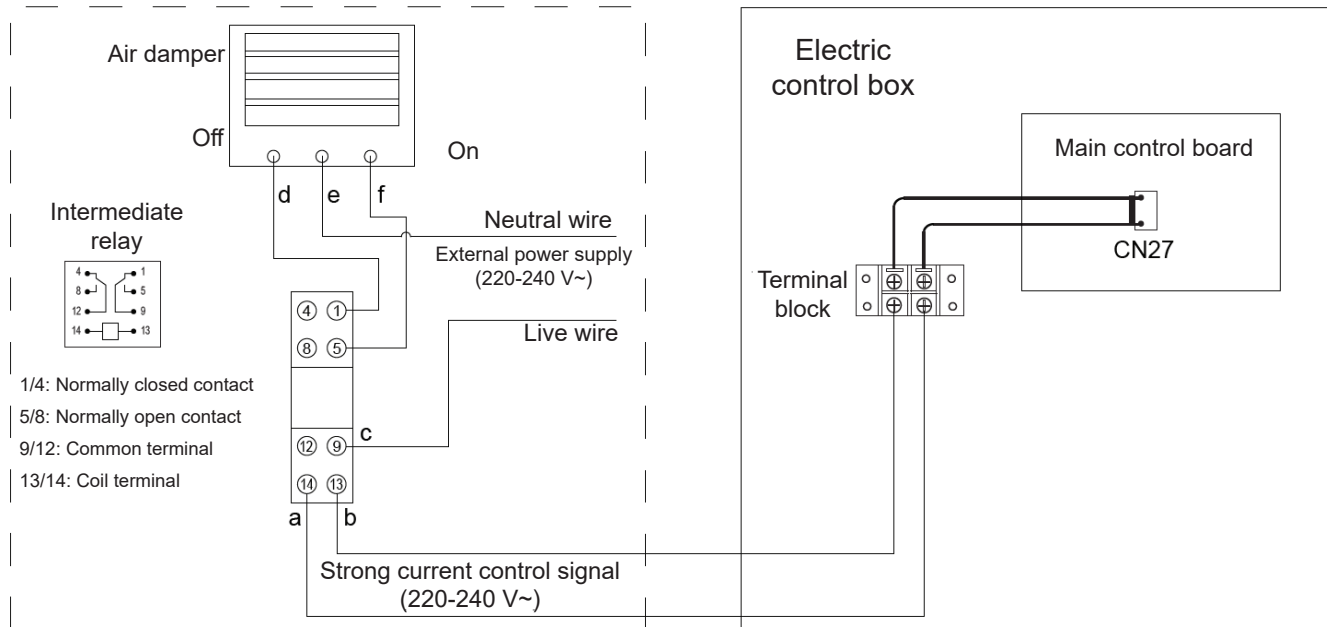 Air damper
Off
On
d e f
Electric
control box
Main control board
CN27
Terminal
block
Intermediate
relay
4 1
8 5
12 9
14 13
Neutral wire
External power supply
(220-240 V~)
Live wire
4 1
8 5
12 9
c
14 13
a b
1/4: Normally closed contact
5/8: Normally open contact
9/12: Common terminal
13/14: Coil terminal
Strong current control signal
(220-240 V~)